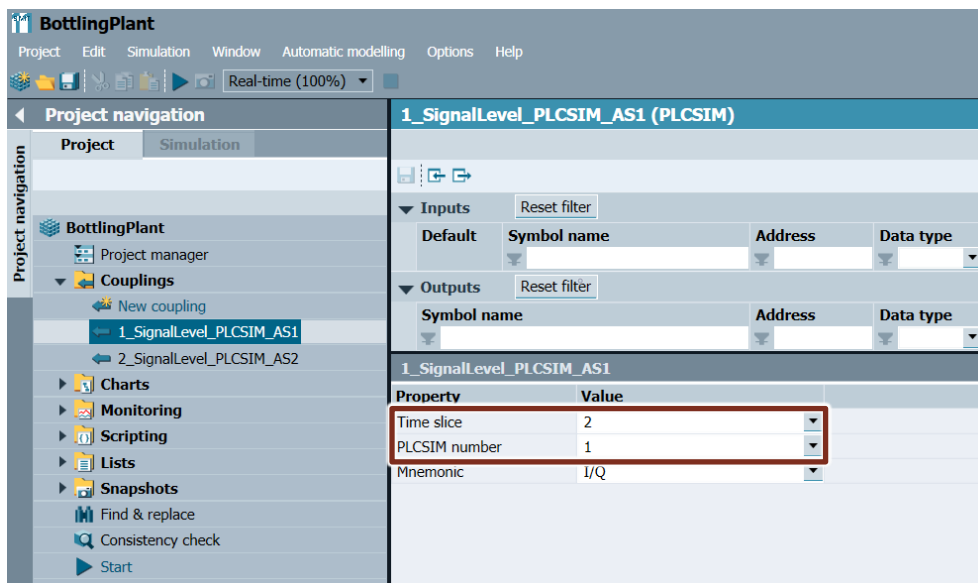 BottlingPlant
Project Edit Simulation Window Automatic modelling Options Help
Real-time (100%)
Project navigation
1_SignalLevel_PLCSIM_AS1 (PLCSIM)
Project navigation
Project Simulation
Inputs Reset filter
Default Symbol name Address Data type
Outputs Reset filter
Symbol name Address Data type
BottlingPlant
Project manager
Couplings
New coupling
1_SignalLevel_PLCSIM_AS1
2_SignalLevel_PLCSIM_AS2
Charts
Monitoring
Scripting
Lists
Snapshots
Find & replace
Consistency check
Start
1_SignalLevel_PLCSIM_AS1
Property Value
Time slice 2
PLCSIM number 1
Mnemonic I/Q